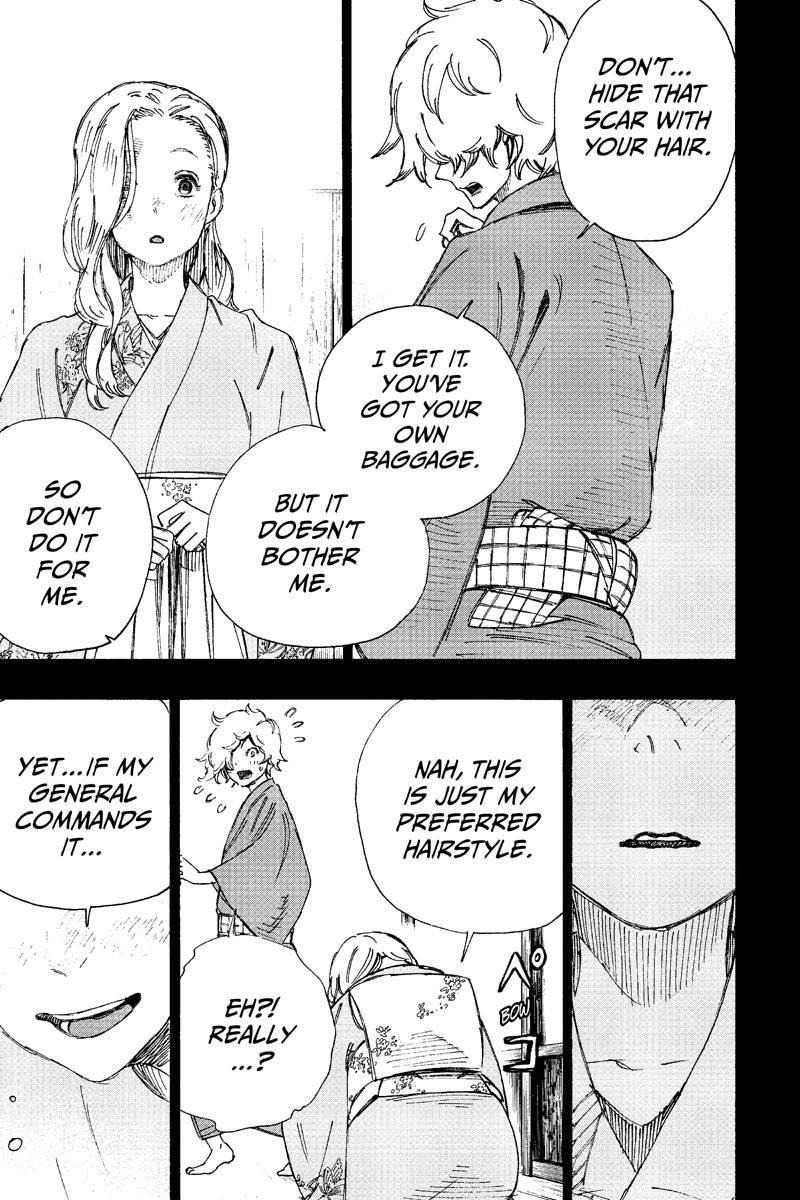 DON'T...
HIDE THAT
SCAR WITH
YOUR HAIR.
I GET IT.
YOU'VE
GOT YOUR
OWN
BAGGAGE.
BUT IT
DOESN'T
BOTHER
ME.
SO
DON'T
DO IT
FOR
ME.
NAH, THIS
IS JUST MY
PREFERRED
HAIRSTYLE.
ペコ
BOW
EH?!
REALLY
...?
YET...IF MY
GENERAL
COMMANDS
IT...